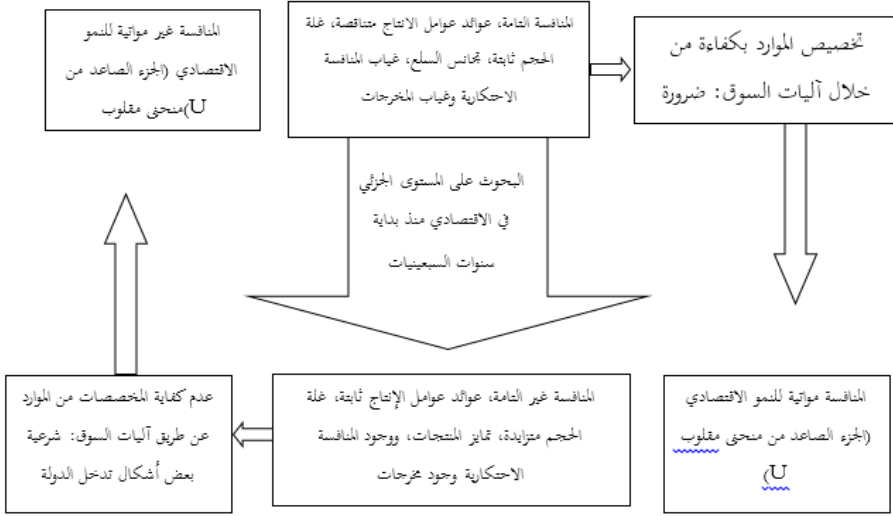 تخصيص الموارد بكفاءة من
خلال آليات السوق: ضرورة
المنافسة التامة، عوائد عوامل الانتاج متناقصة، غلة
الحجم ثابتة، تجانس السلع، غياب المنافسة
الاحتكارية وغياب المخرجات
المنافسة غير مواتية للنمو
الاقتصادي (الجزء الصاعد من
منحنى مقلوب(U
البحوث على المستوى الجزئي
في الاقتصادي منذ بداية
سنوات السبعينيات
المنافسة مواتية للنمو الاقتصادي
(الجزء الصاعد من منحنى مقلوب
(U
المنافسة غير التامة، عوائد عوامل الإنتاج ثابتة، غلة
الحجم متزايدة، تمايز المنتجات، ووجود المنافسة
الاحتكارية وجود مخرجات
عدم كفاية المخصصات من الموارد
عن طريق آليات السوق: شرعية
بعض أشكال تدخل الدولة